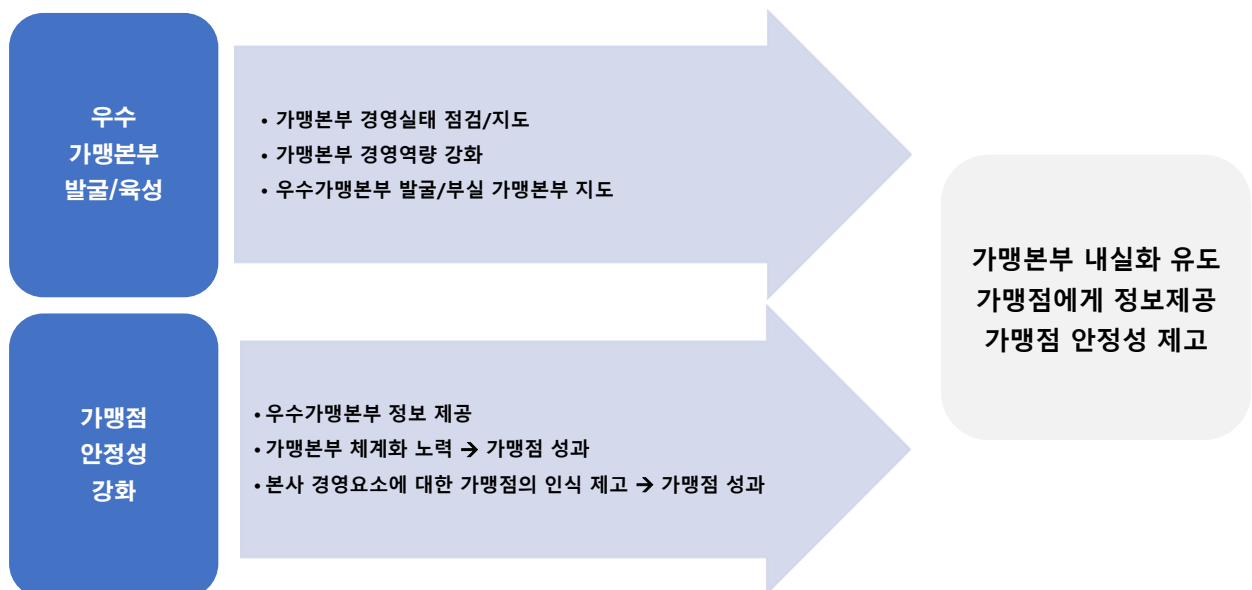 우수
가맹본부
발굴/육성
• 가맹본부 경영실태 점검/지도
• 가맹본부 경영역량 강화
• 우수가맹본부 발굴/부실 가맹본부 지도
가맹점
안정성
강화
• 우수가맹본부 정보 제공
• 가맹본부 체계화 노력 → 가맹점 성과
• 본사 경영요소에 대한 가맹점의 인식 제고 → 가맹점 성과
가맹본부 내실화 유도
가맹점에게 정보제공
가맹점 안정성 제고